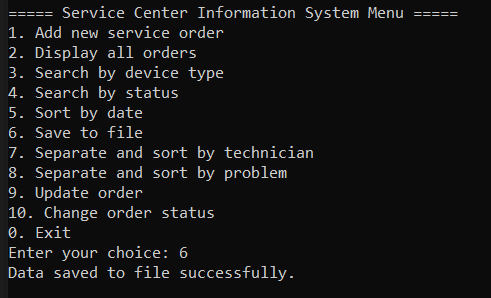 ===== Service Center Information System Menu =====
1. Add new service order
2. Display all orders
3. Search by device type
4. Search by status
5. Sort by date
6. Save to file
7. Separate and sort by technician
8. Separate and sort by problem
9. Update order
10. Change order status
0. Exit
Enter your choice: 6
Data saved to file successfully.